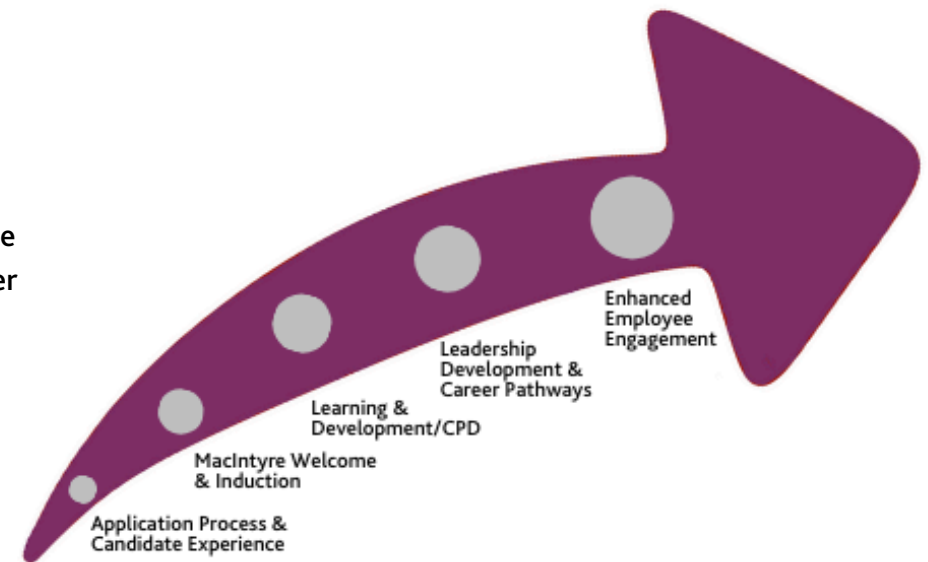 e
er
Enhanced
Employee
Engagement
Leadership
Development &
Career Pathways
Learning &
Development/CPD
MacIntyre Welcome
& Induction
Application Process &
Candidate Experience